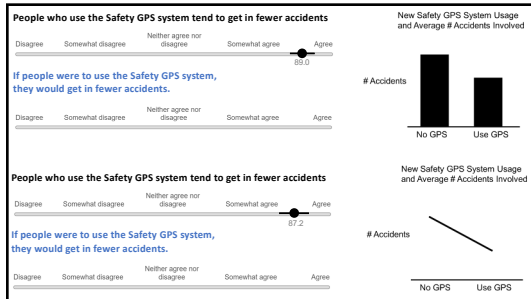 People who use the Safety GPS system tend to get in fewer accidents
Disagree Somewhat disagree Neither agree nor disagree Somewhat agree Agree
89.0
If people were to use the Safety GPS system,
they would get in fewer accidents.
Disagree Somewhat disagree Neither agree nor disagree Somewhat agree Agree
New Safety GPS System Usage
and Average # Accidents Involved
# Accidents
No GPS Use GPS
People who use the Safety GPS system tend to get in fewer accidents
Disagree Somewhat disagree Neither agree nor disagree Somewhat agree Agree
87.2
If people were to use the Safety GPS system,
they would get in fewer accidents.
Disagree Somewhat disagree Neither agree nor disagree Somewhat agree Agree
New Safety GPS System Usage
and Average # Accidents Involved
# Accidents
No GPS Use GPS